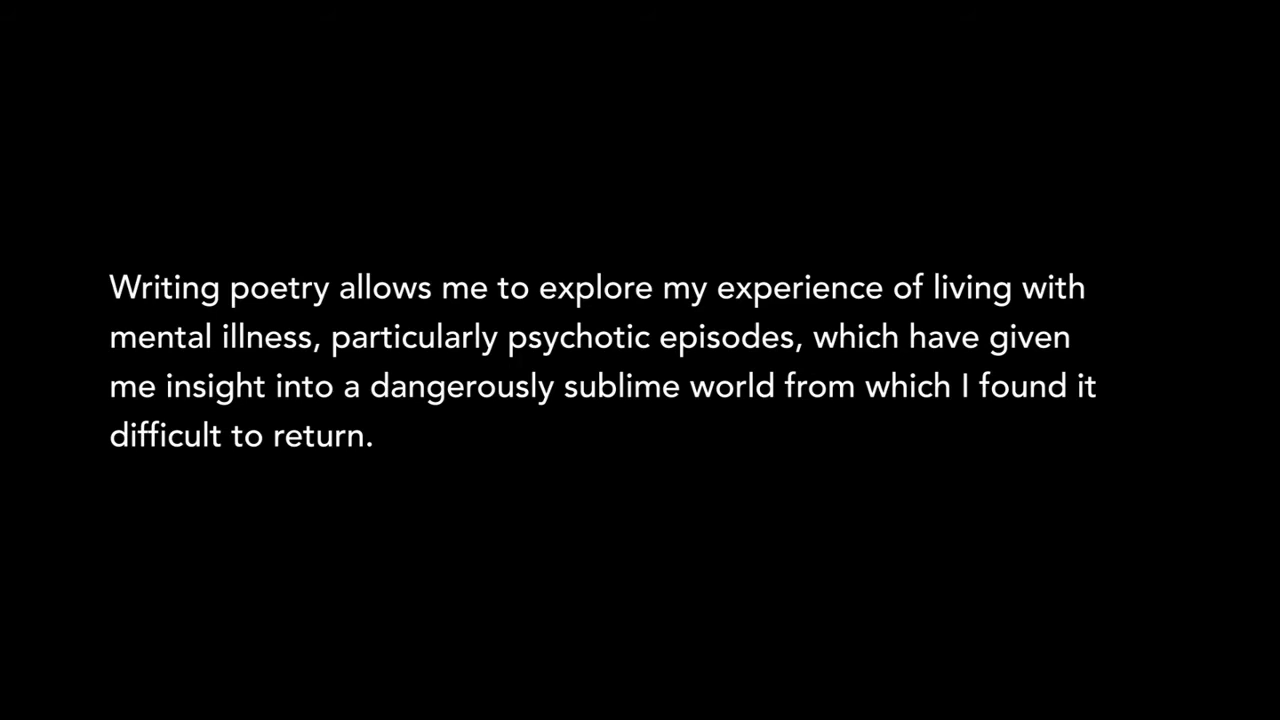 Writing poetry allows me to explore my experience of living with
mental illness, particularly psychotic episodes, which have given
me insight into a dangerously sublime world from which I found it
difficult to return.